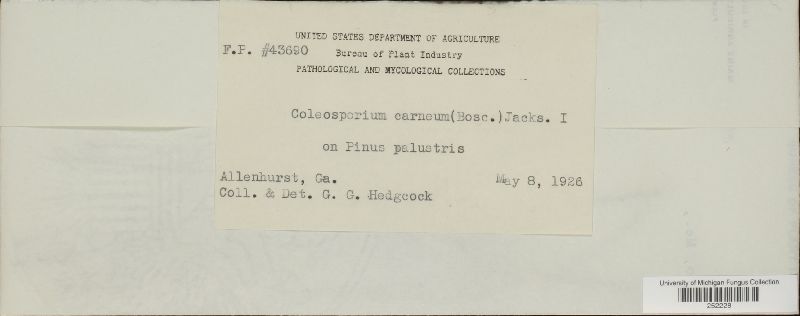 UNITED STATES DEPARTMENT OF AGRICULTURE
F.P. #43690
Bureau of Plant Industry
PATHOLOGICAL AND MYCOLOGICAL COLLECTIONS
Coleosporium carneum(Bosc.)Jacks. I
on Pinus palustris
Allenhurst, Ga. May 8, 1926
Coll. & Det. G. G. Hedgcock
University of Michigan Fungus Collection
252228